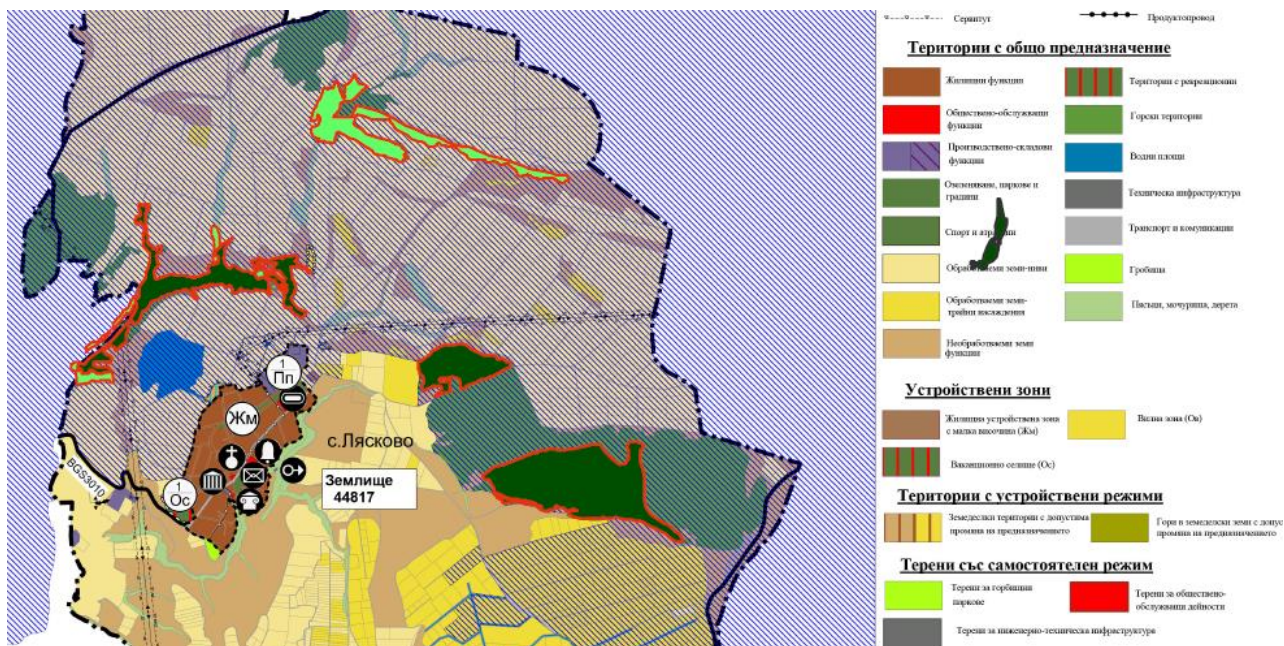 Сервитут
Продуктопровод
Територии с общо предназначение
Жилищни функции
Територии с рекреационни
Обществено-обслужващи
функции
Горски територии
Производствено-складови
функции
Водни площи
Озеленяване, паркове и
градини
Техническа инфраструктура
Спорт и
Транспорт и комуникации
Обработваеми земи-ниви
Гробища
Обработваеми земи-
трайни насаждения
Пясъци, мочурища, дерета
Необработваеми земи
функции
Устройствени зони
Жилищна устройствена зона
с малка височина (Жм)
Вилна зона (Ов)
Ваканционно селище (Ос)
Територии с устройствени режими
Земеделски територии с допустима
промяна на предназначението
Гори в земеделски земи с допус
промяна на предназначението
Терени със самостоятелен режим
Терени за горбищни
паркове
Терени за обществено-
обслужващи дейности
Терени за инженерно-техническа инфраструктура
1
Пп
Жм
с.Лясково
Землище
44817
BGS3010
1
Ос